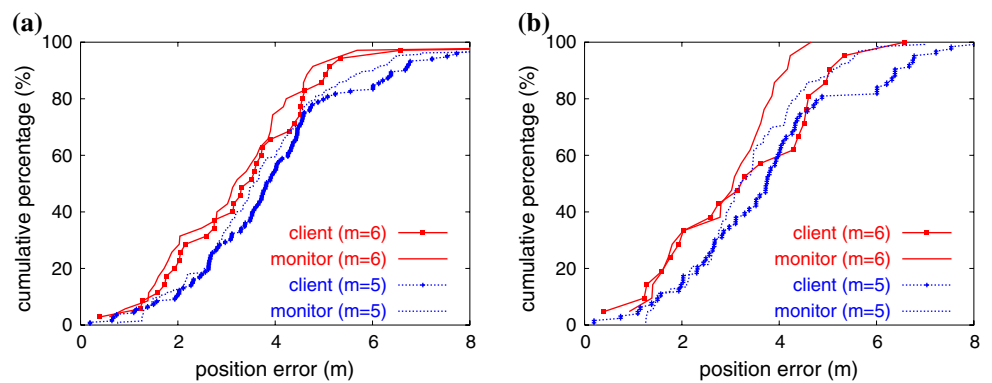 (a)
100
80
60
40
20
0
cumulative percentage (%)
0 2 4 6 8
position error (m)
client (m=6)
monitor (m=6)
client (m=5)
monitor (m=5)
(b)
100
80
60
40
20
0
cumulative percentage (%)
0 2 4 6 8
position error (m)
client (m=6)
monitor (m=6)
client (m=5)
monitor (m=5)